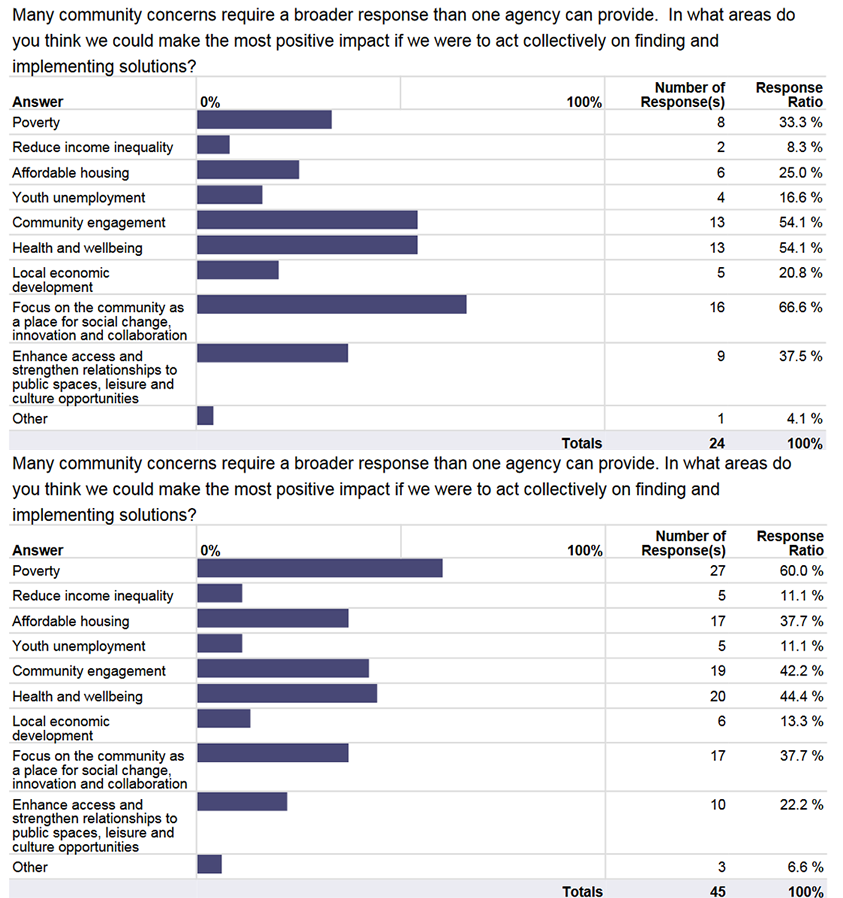 Many community concerns require a broader response than one agency can provide.  In what areas do
you think we could make the most positive impact if we were to act collectively on finding and
implementing solutions?
Number of Response
Answer 0% 100% Response(s) Ratio
Poverty 8 33.3 %
Reduce income inequality 2 8.3 %
Affordable housing 6 25.0 %
Youth unemployment 4 16.6 %
Community engagement 13 54.1 %
Health and wellbeing 13 54.1 %
Local economic 5 20.8 %
development
Focus on the community as 16 66.6 %
a place for social change,
innovation and collaboration
Enhance access and 9 37.5 %
strengthen relationships to
public spaces, leisure and
culture opportunities
Other 1 4.1 %
Totals 24 100%
Many community concerns require a broader response than one agency can provide. In what areas do
you think we could make the most positive impact if we were to act collectively on finding and
implementing solutions?
Number of Response
Answer 0% 100% Response(s) Ratio
Poverty 27 60.0 %
Reduce income inequality 5 11.1 %
Affordable housing 17 37.7 %
Youth unemployment 5 11.1 %
Community engagement 19 42.2 %
Health and wellbeing 20 44.4 %
Local economic 6 13.3 %
development
Focus on the community as 17 37.7 %
a place for social change,
innovation and collaboration
Enhance access and 10 22.2 %
strengthen relationships to
public spaces, leisure and
culture opportunities
Other 3 6.6 %
Totals 45 100%